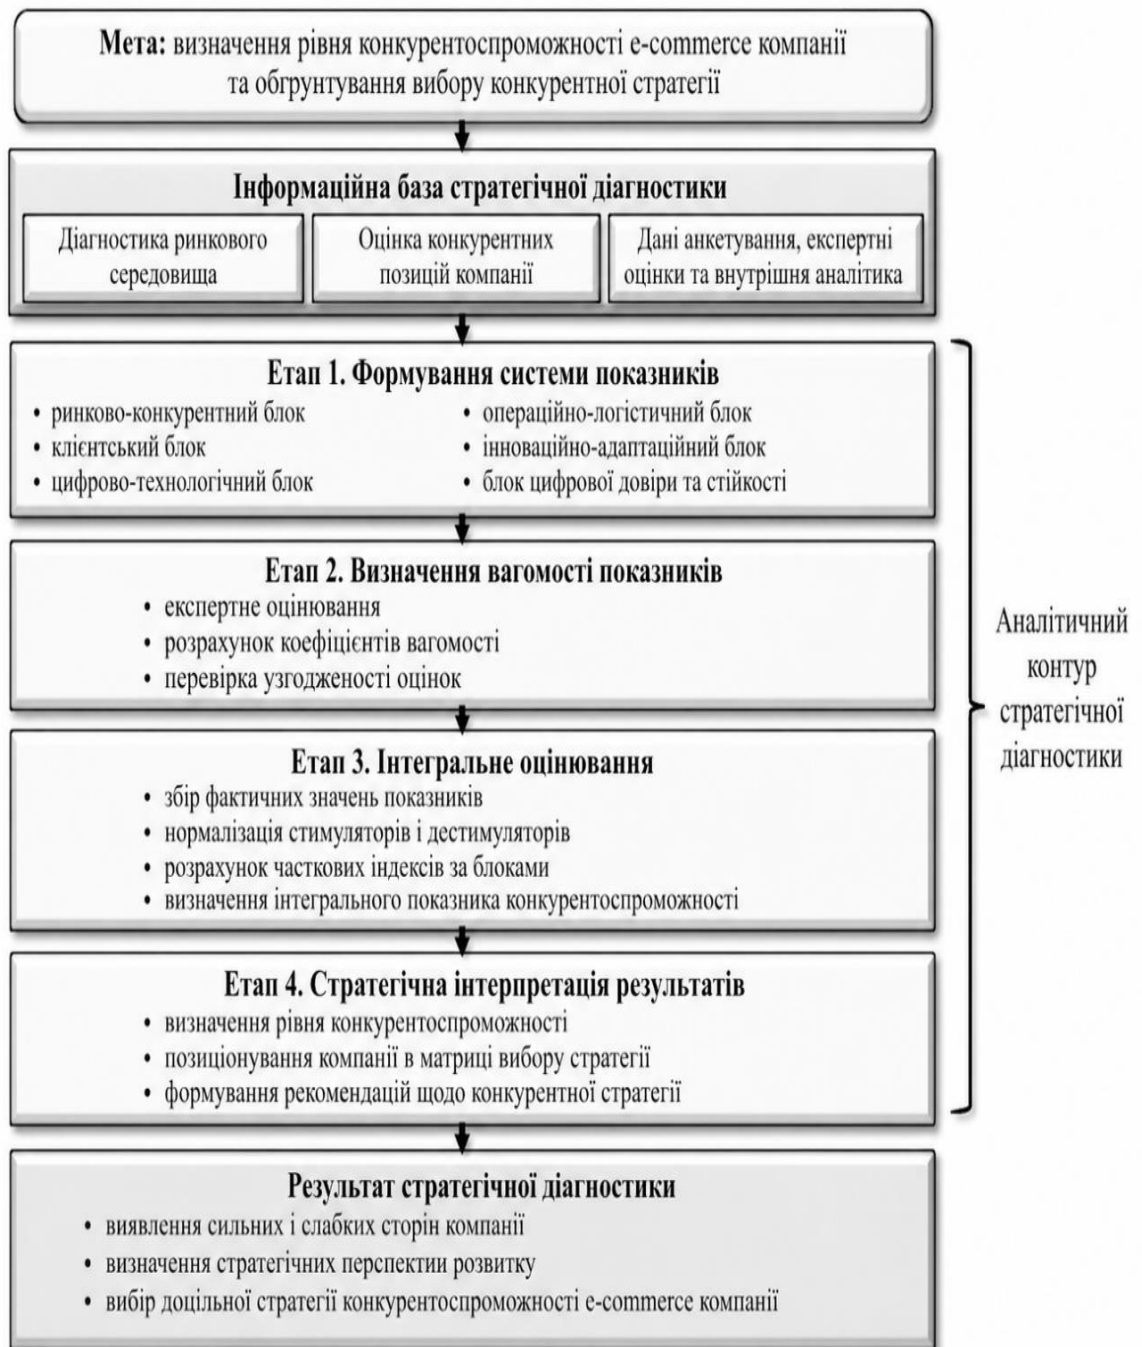 Мета: визначення рівня конкурентоспроможності e-commerce компанії
та обгрунтування вибору конкурентної стратегії
Інформаційна база стратегічної діагностики
Діагностика ринкового
середовища
Оцінка конкурентних
позицій компанії
Дані анкетування, експертні
оцінки та внутрішня аналітика
Етап 1. Формування системи показників
• ринково-конкурентний блок
• клієнтський блок
• цифрово-технологічний блок
• операційно-логістичний блок
• інноваційно-адаптаційний блок
• блок цифрової довіри та стійкості
Етап 2. Визначення вагомості показників
• експертне оцінювання
• розрахунок коефіцієнтів вагомості
• перевірка узгодженості оцінок
Етап 3. Інтегральне оцінювання
• збір фактичних значень показників
• нормалізація стимуляторів і дестимуляторів
• розрахунок часткових індексів за блоками
• визначення інтегрального показника конкурентоспроможності
Етап 4. Стратегічна інтерпретація результатів
• визначення рівня конкурентоспроможності
• позиціонування компанії в матриці вибору стратегії
• формування рекомендацій щодо конкурентної стратегії
Аналітичний
контур
стратегічної
діагностики
Результат стратегічної діагностики
• виявлення сильних і слабких сторін компанії
• визначення стратегічних перспектии розвитку
• вибір доцільної стратегії конкурентоспроможності e-commerce компанії